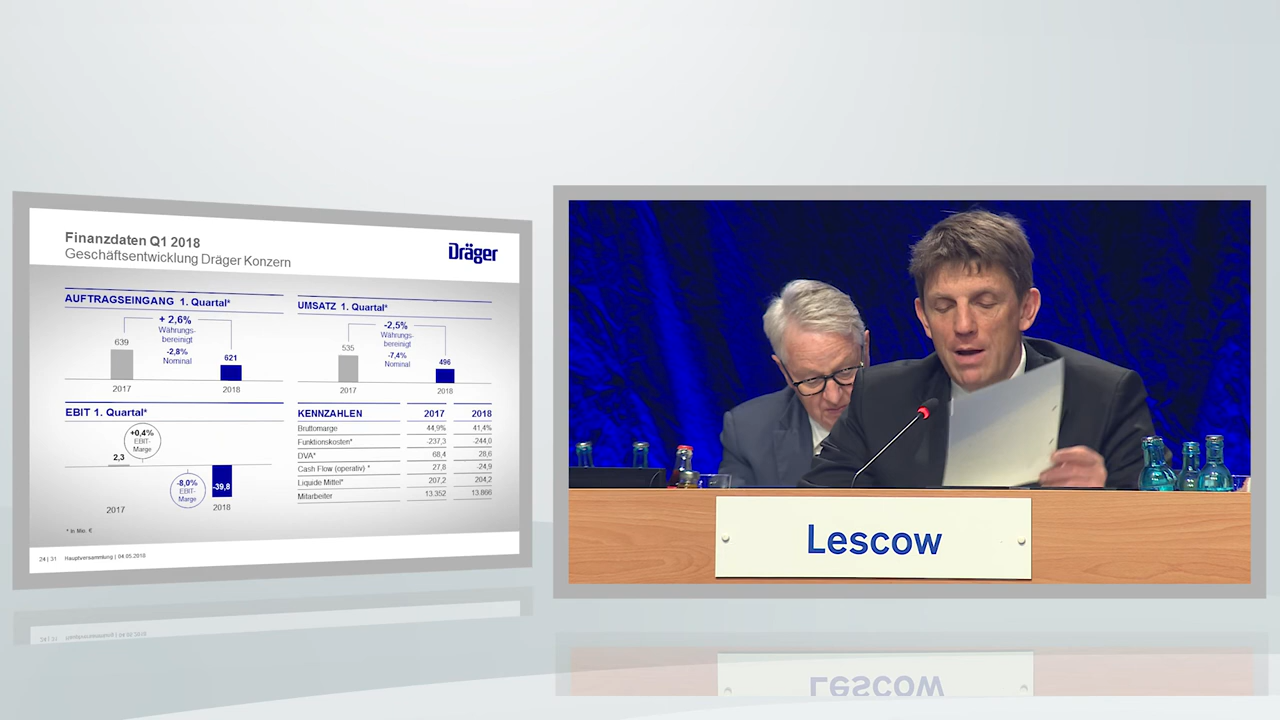 Finanzdaten Q1 2018
Geschäftsentwicklung Dräger Konzern
Dräger
AUFTRAGSEINGANG 1. Quartal*
+ 2,6%
Währungs-
bereinigt
-2,8%
Nominal
639
621
2017
2018
UMSATZ 1. Quartal*
-2,5%
Währungs-
bereinigt
-7,4%
Nominal
535
496
2017
2018
EBIT 1. Quartal*
+0,4%
EBIT-
Marge
2,3
-8,0%
EBIT-
Marge
-39,8
2017
2018
KENNZAHLEN 2017 2018
Bruttomarge 44,9% 41,4%
Funktionskosten* -237,3 -244,0
DVA* 68,4 28,6
Cash Flow (operativ) * 27,8 -24,9
Liquide Mittel* 207,2 204,2
Mitarbeiter 13.352 13.866
* in Mio. €
24 | 31 Hauptversammlung | 04.05.2018
Lescow